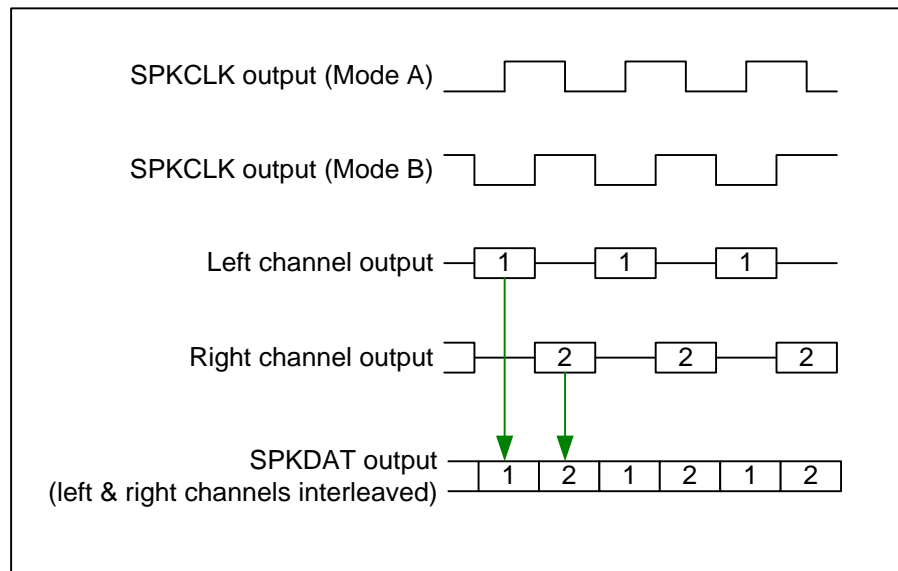 SPKCLK output (Mode A)
SPKCLK output (Mode B)
Left channel output
1 1 1
Right channel output
2 2 2
SPKDAT output
(left & right channels interleaved)
1 2 1 2 1 2